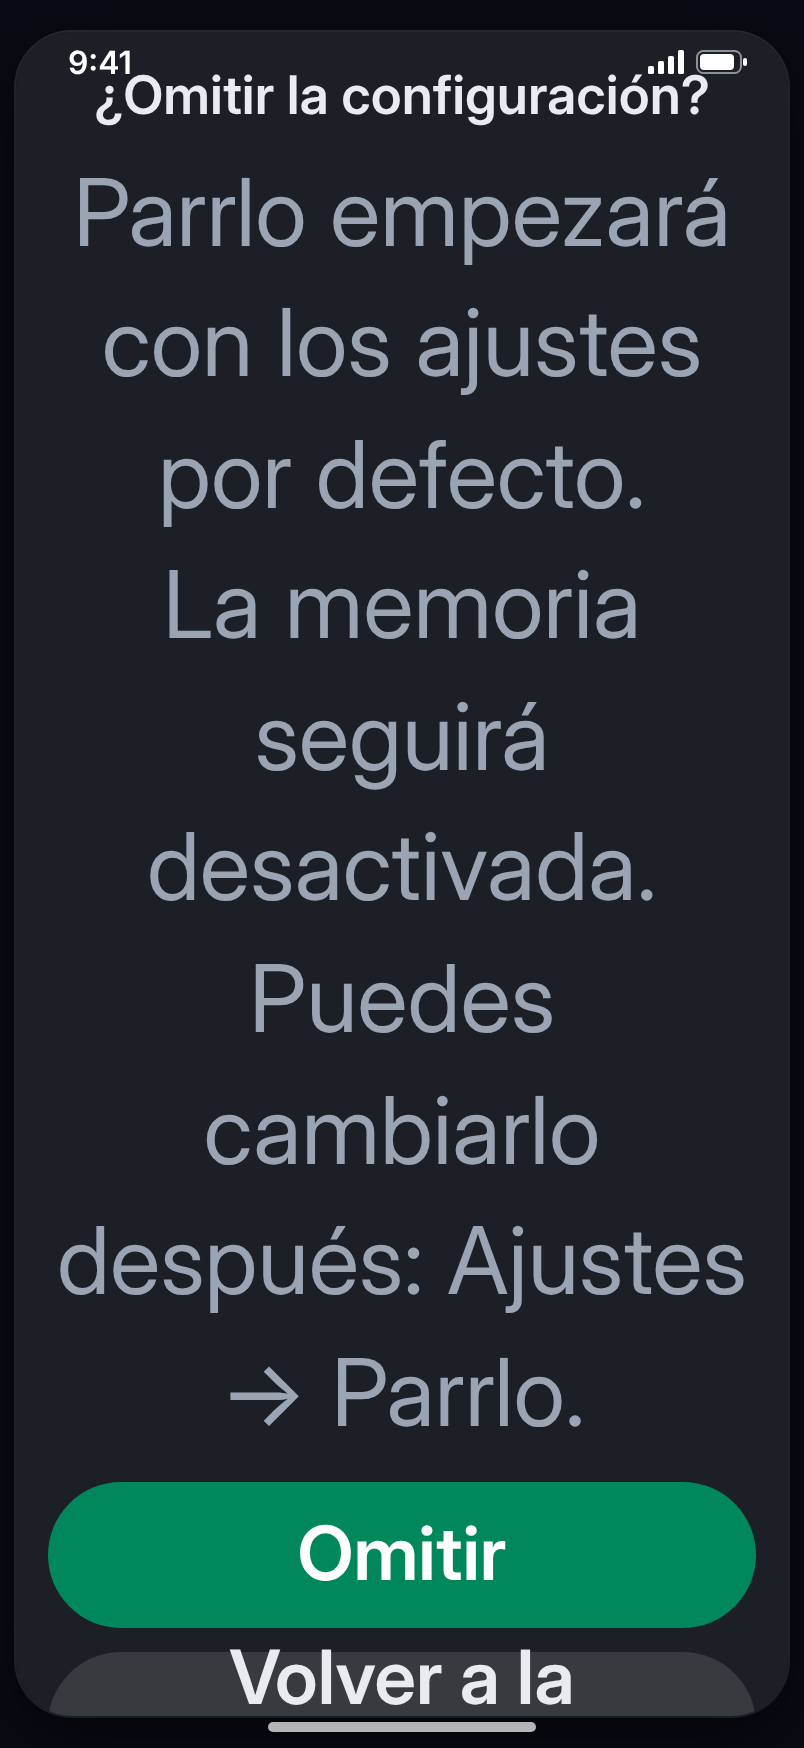 9:41
¿Omitir la configuración?
Parrlo empezará
con los ajustes
por defecto.
La memoria
seguirá
desactivada.
Puedes
cambiarlo
después: Ajustes
→ Parrlo.
Omitir
Volver a la